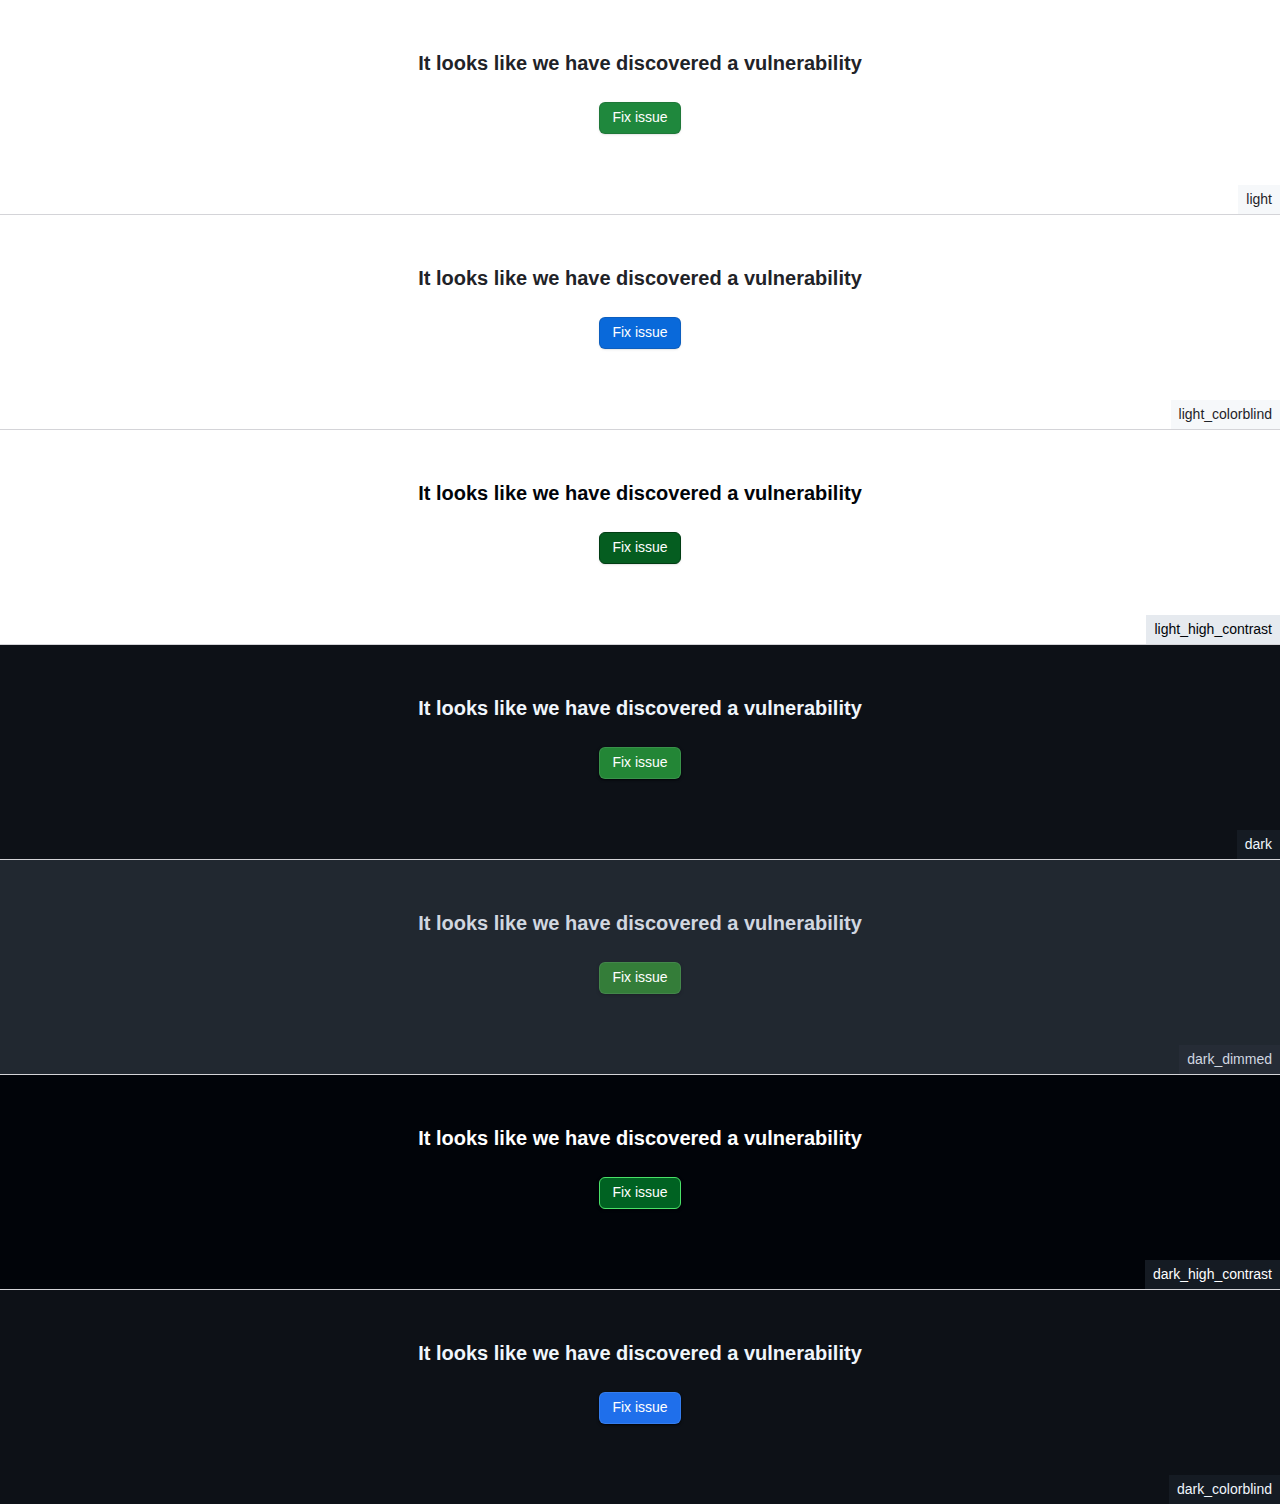 It looks like we have discovered a vulnerability
Fix issue
light
It looks like we have discovered a vulnerability
Fix issue
light_colorblind
It looks like we have discovered a vulnerability
Fix issue
light_high_contrast
It looks like we have discovered a vulnerability
Fix issue
dark
It looks like we have discovered a vulnerability
Fix issue
dark_dimmed
It looks like we have discovered a vulnerability
Fix issue
dark_high_contrast
It looks like we have discovered a vulnerability
Fix issue
dark_colorblind